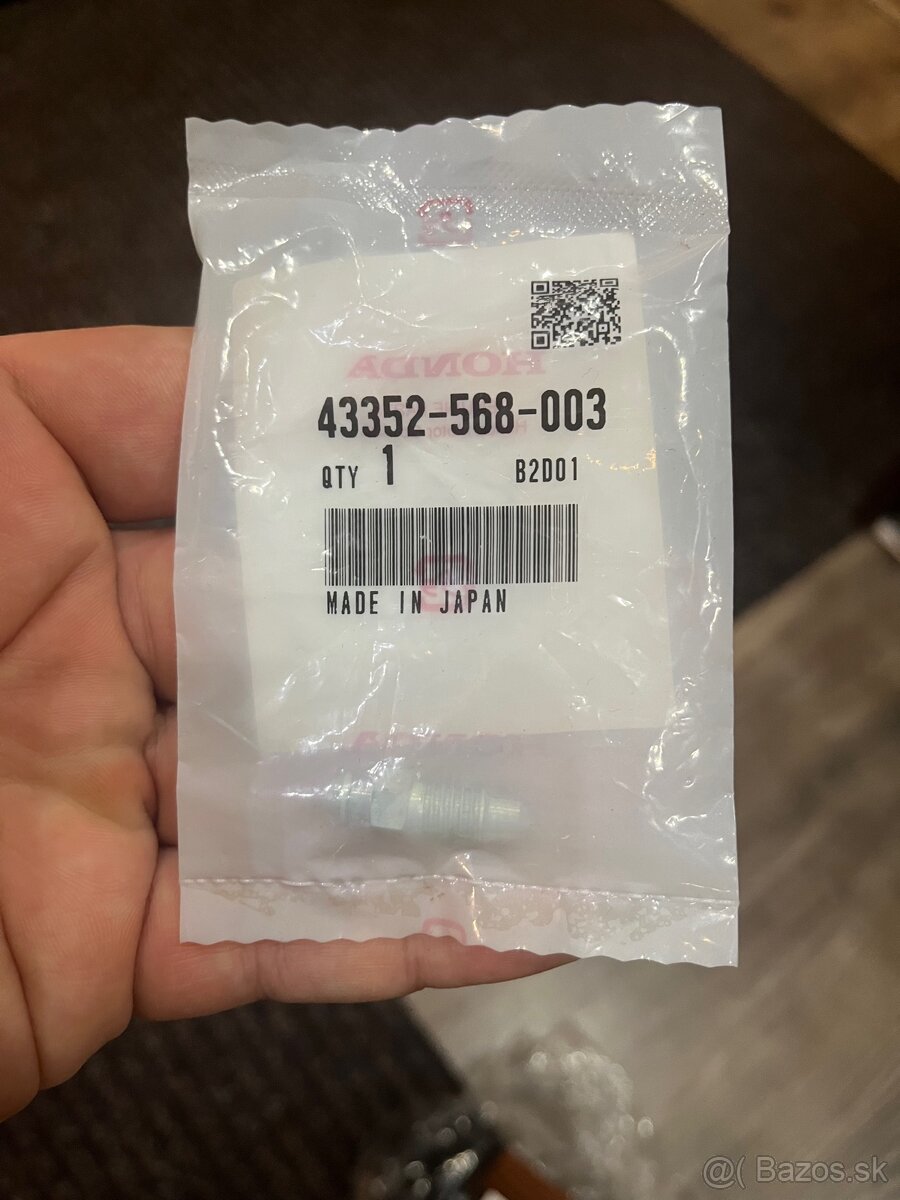 HONDA
43352-568-003
QTY 1 B2D01
MADE IN JAPAN
@( Bazos.sk